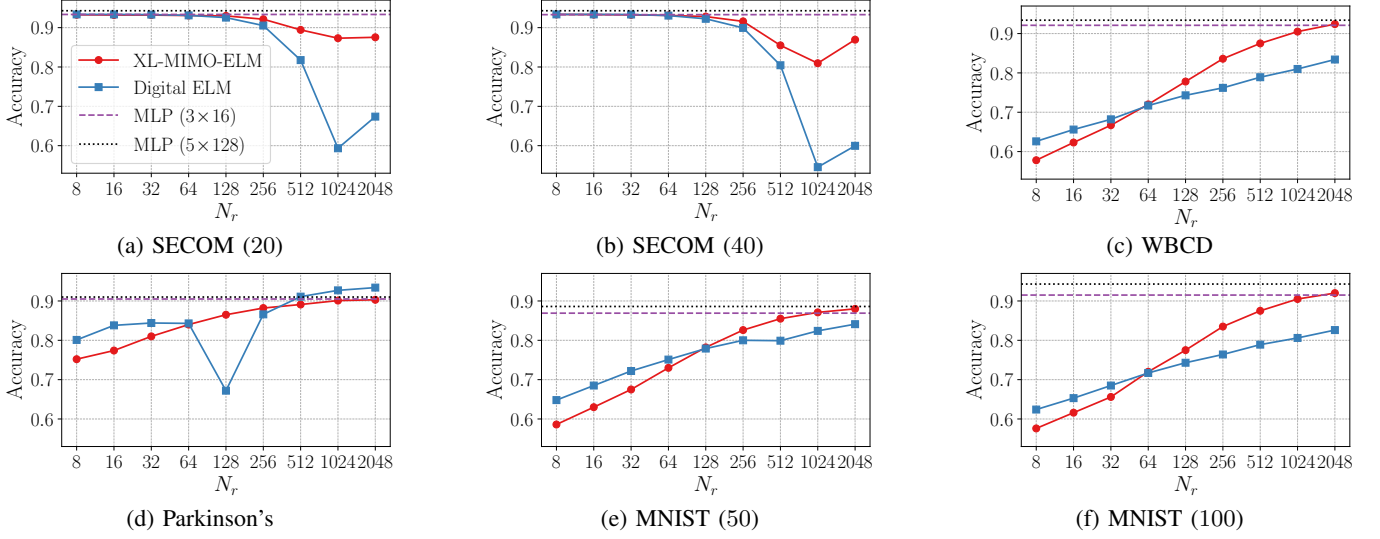 Accuracy
0.9
0.8
0.7
0.6
XL-MIMO-ELM
Digital ELM
MLP (3×16)
MLP (5×128)
8 16 32 64 128 256 512 1024 2048
N_r
(a) SECOM (20)
Accuracy
0.9
0.8
0.7
0.6
8 16 32 64 128 256 512 1024 2048
N_r
(b) SECOM (40)
Accuracy
0.9
0.8
0.7
0.6
8 16 32 64 128 256 512 1024 2048
N_r
(c) WBCD
Accuracy
0.9
0.8
0.7
0.6
8 16 32 64 128 256 512 1024 2048
N_r
(d) Parkinson's
Accuracy
0.9
0.8
0.7
0.6
8 16 32 64 128 256 512 1024 2048
N_r
(e) MNIST (50)
Accuracy
0.9
0.8
0.7
0.6
8 16 32 64 128 256 512 1024 2048
N_r
(f) MNIST (100)